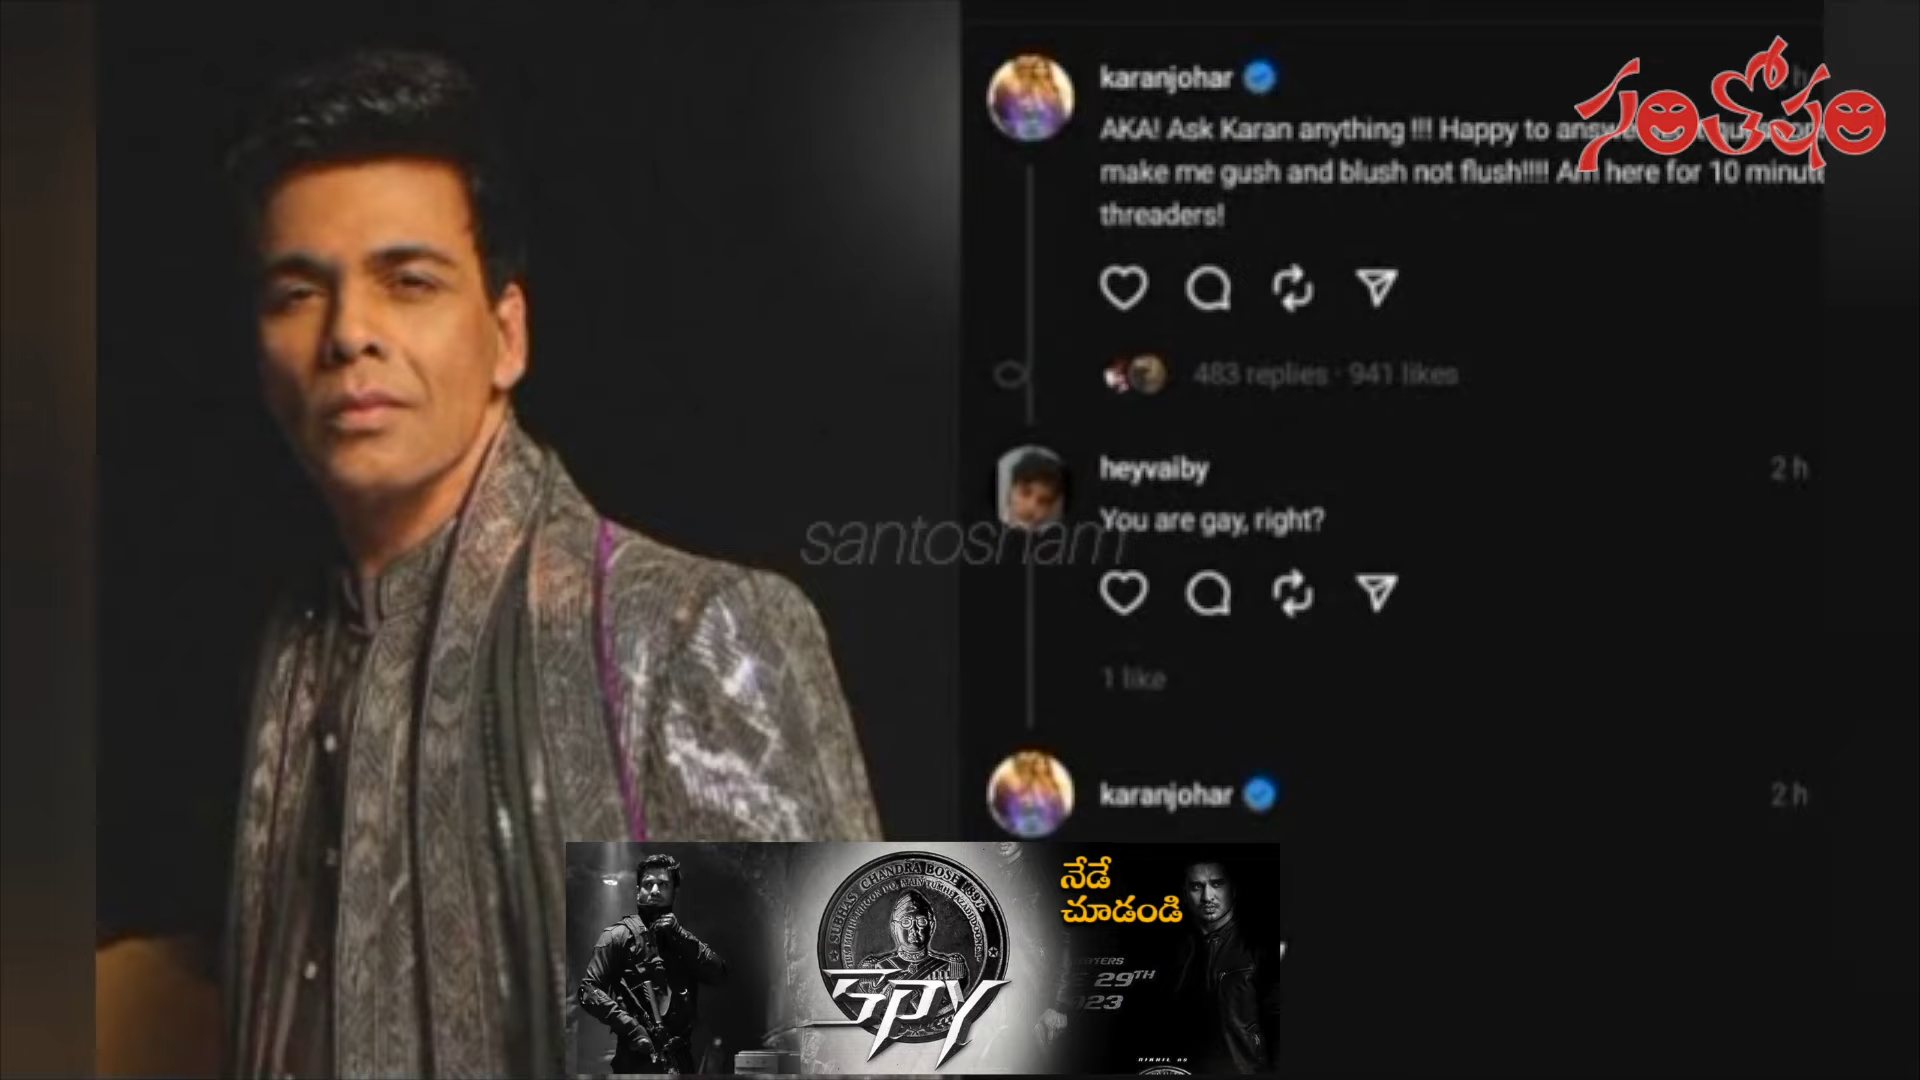 karanjohar
AKA! Ask Karan anything !!! Happy to
make me gush and blush not flush!!!! Am here for 10
threaders!
483 replies · 941 likes
heyvaiby
2 h
You are gay, right?
1 like
karanjohar
2 h
సంతోషం
santosham
SUBHAS CHANDRA BOSE 1897-
SPY
నేడే
చూడండి
29TH